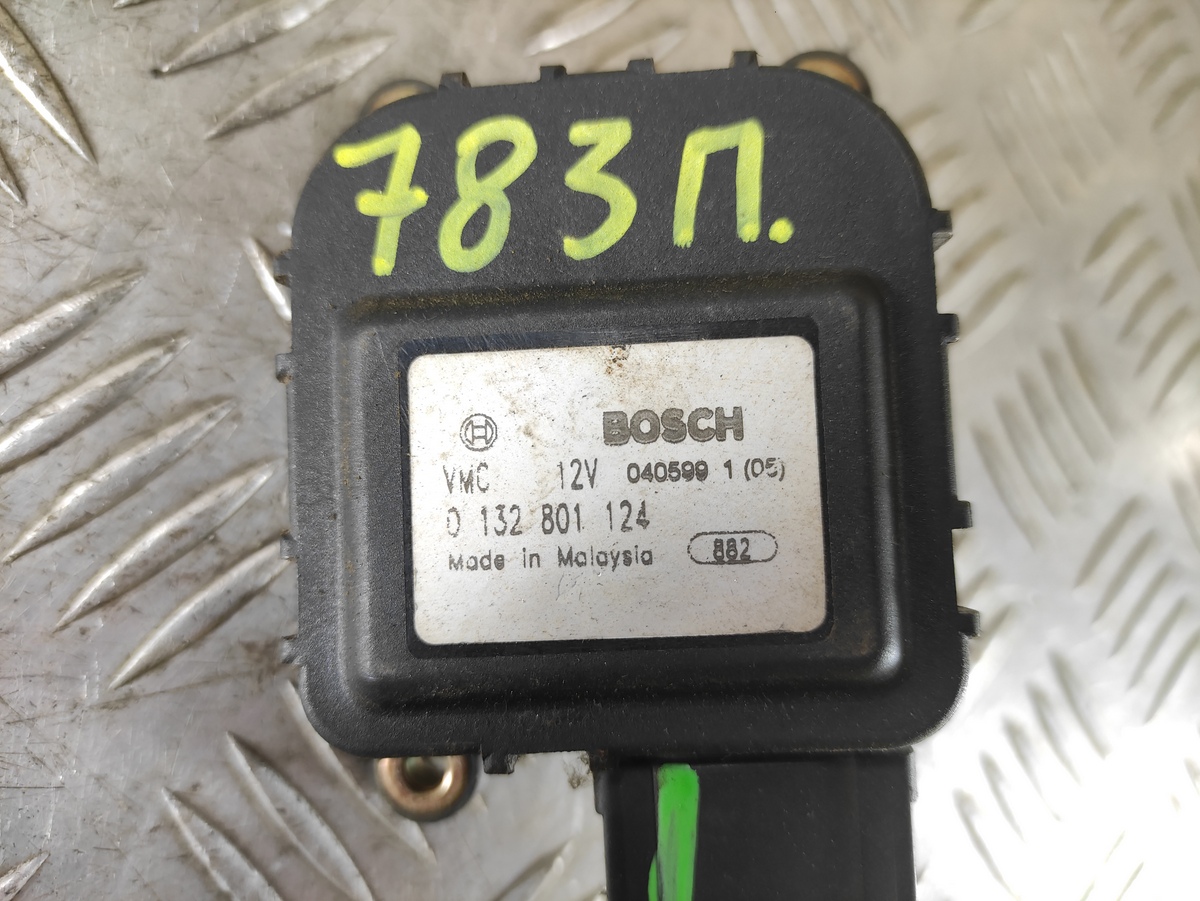 783П.
BOSCH
VMC 12V 040599 1 (05)
0 132 801 124
Made in Malaysia 882